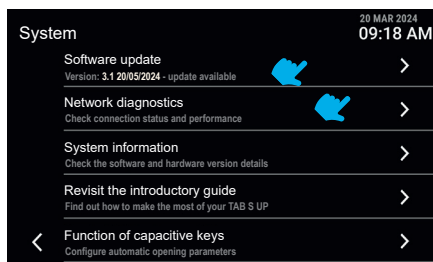 20 MAR 2024
System
09:18 AM
Software update
Version: 3.1 20/05/2024 - update available
Network diagnostics
Check connection status and performance
System information
Check the software and hardware version details
Revisit the introductory guide
Find out how to make the most of your TAB S UP
Function of capacitive keys
Configure automatic opening parameters